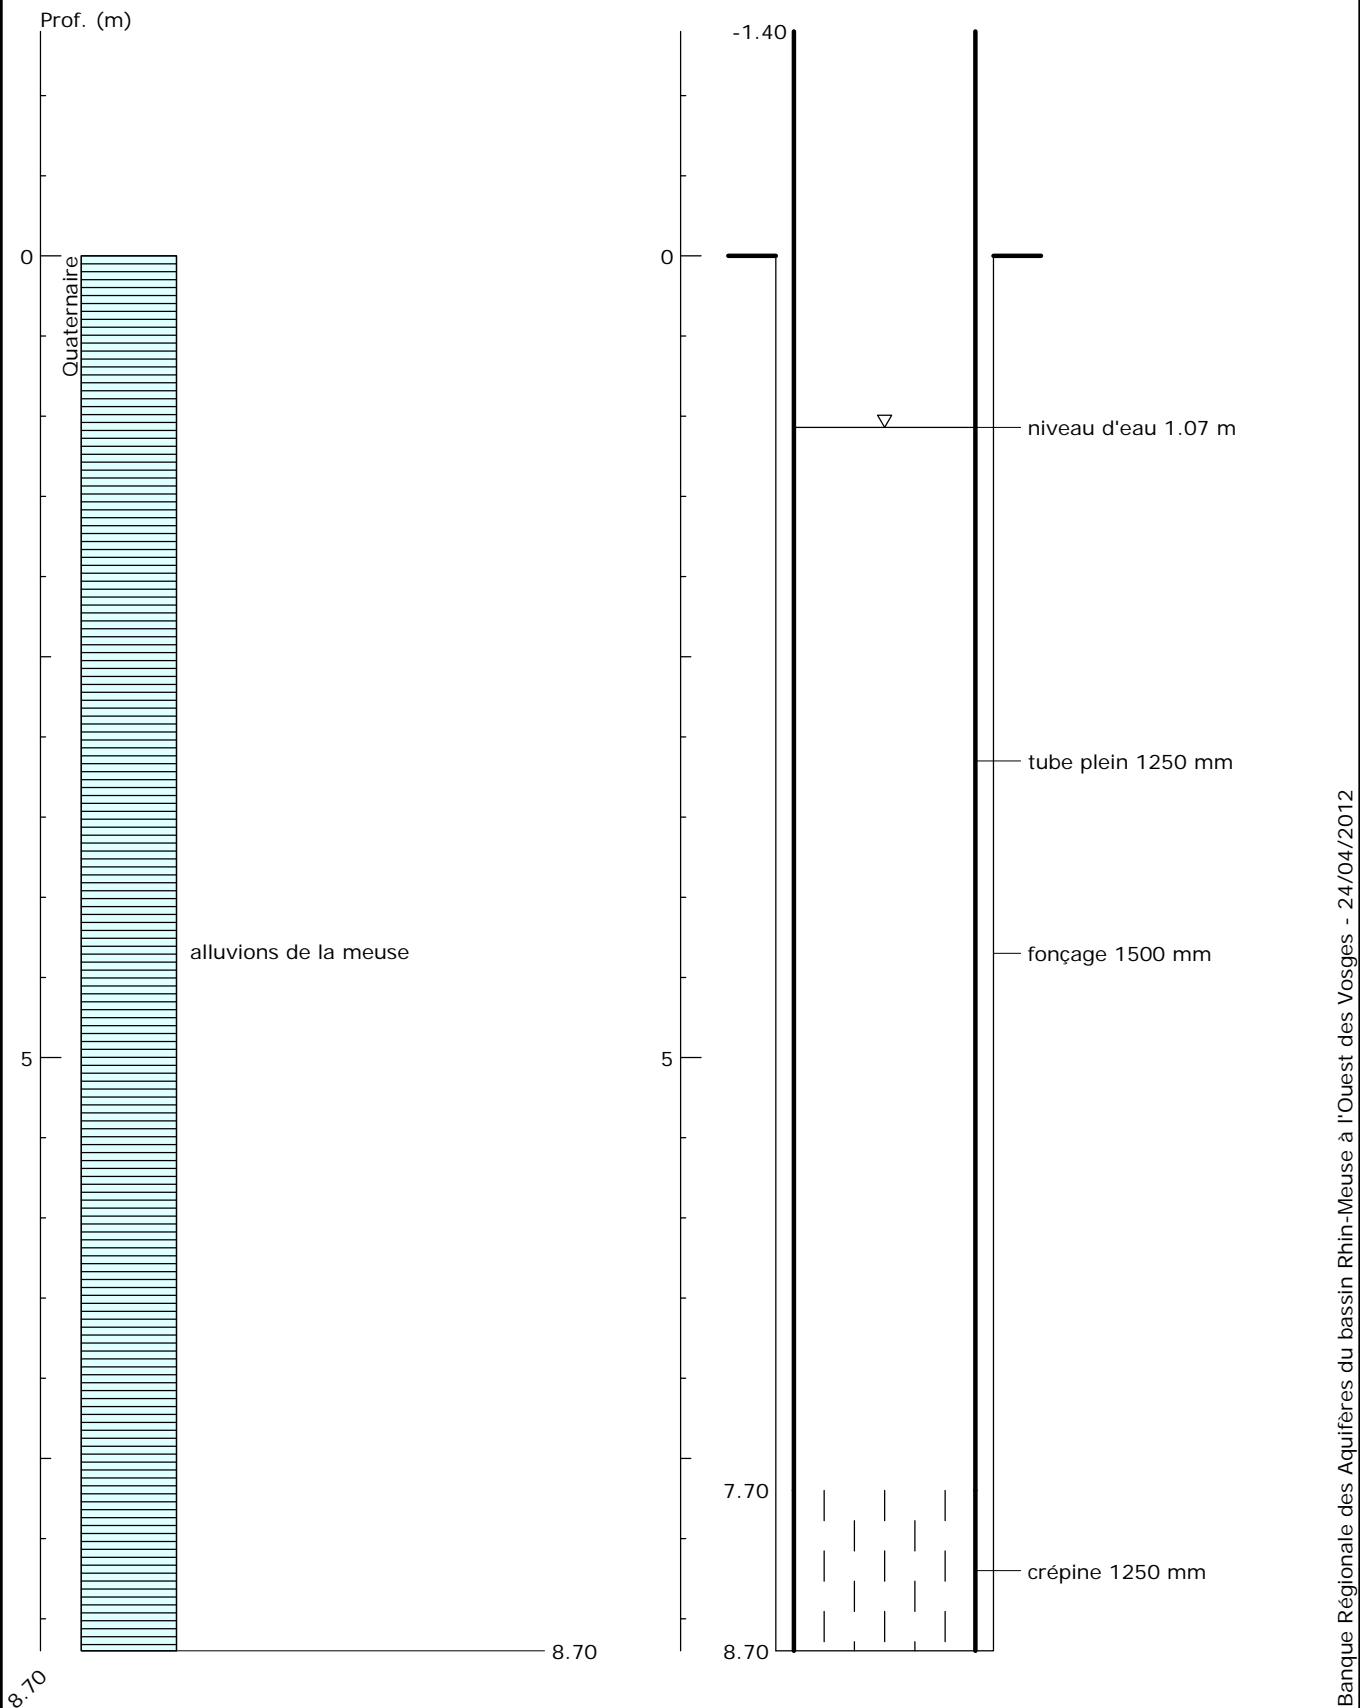 Prof. (m)
-1.40
0
0
Quaternaire
niveau d'eau 1.07 m
tube plein 1250 mm
alluvions de la meuse
fonçage 1500 mm
5
5
7.70
crépine 1250 mm
8.70
8.70
8.70
Banque Régionale des Aquifères du bassin Rhin-Meuse à l'Ouest des Vosges - 24/04/2012